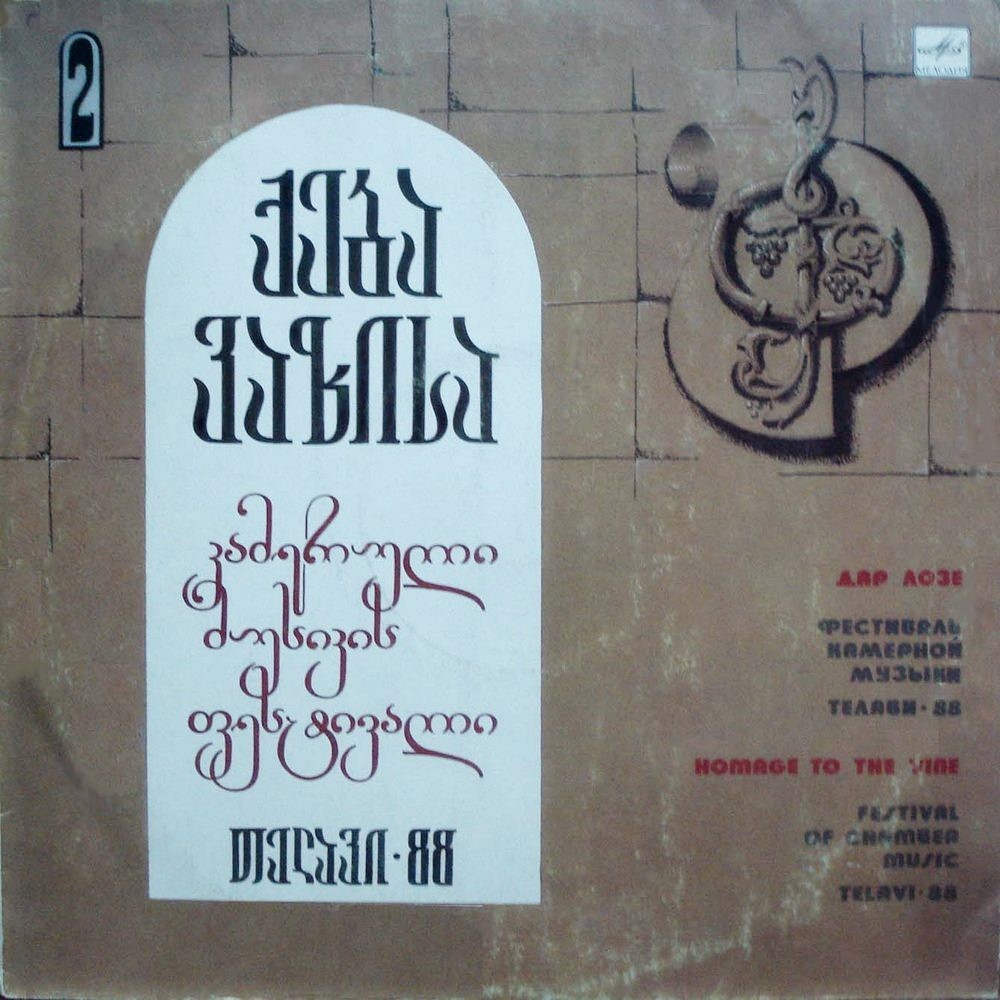 2
МЕЛОДИЯ
ქება
ვაზისა
კამერული
მუსიკის
ფესტივალი
თელავი·88
ДАР ЛОЗЕ
ФЕСТИВАЛЬ
КАМЕРНОЙ
МУЗЫКИ
ТЕЛАВИ·88
HOMAGE TO THE VINE
FESTIVAL
OF CHAMBER
MUSIC
TELAVI·88